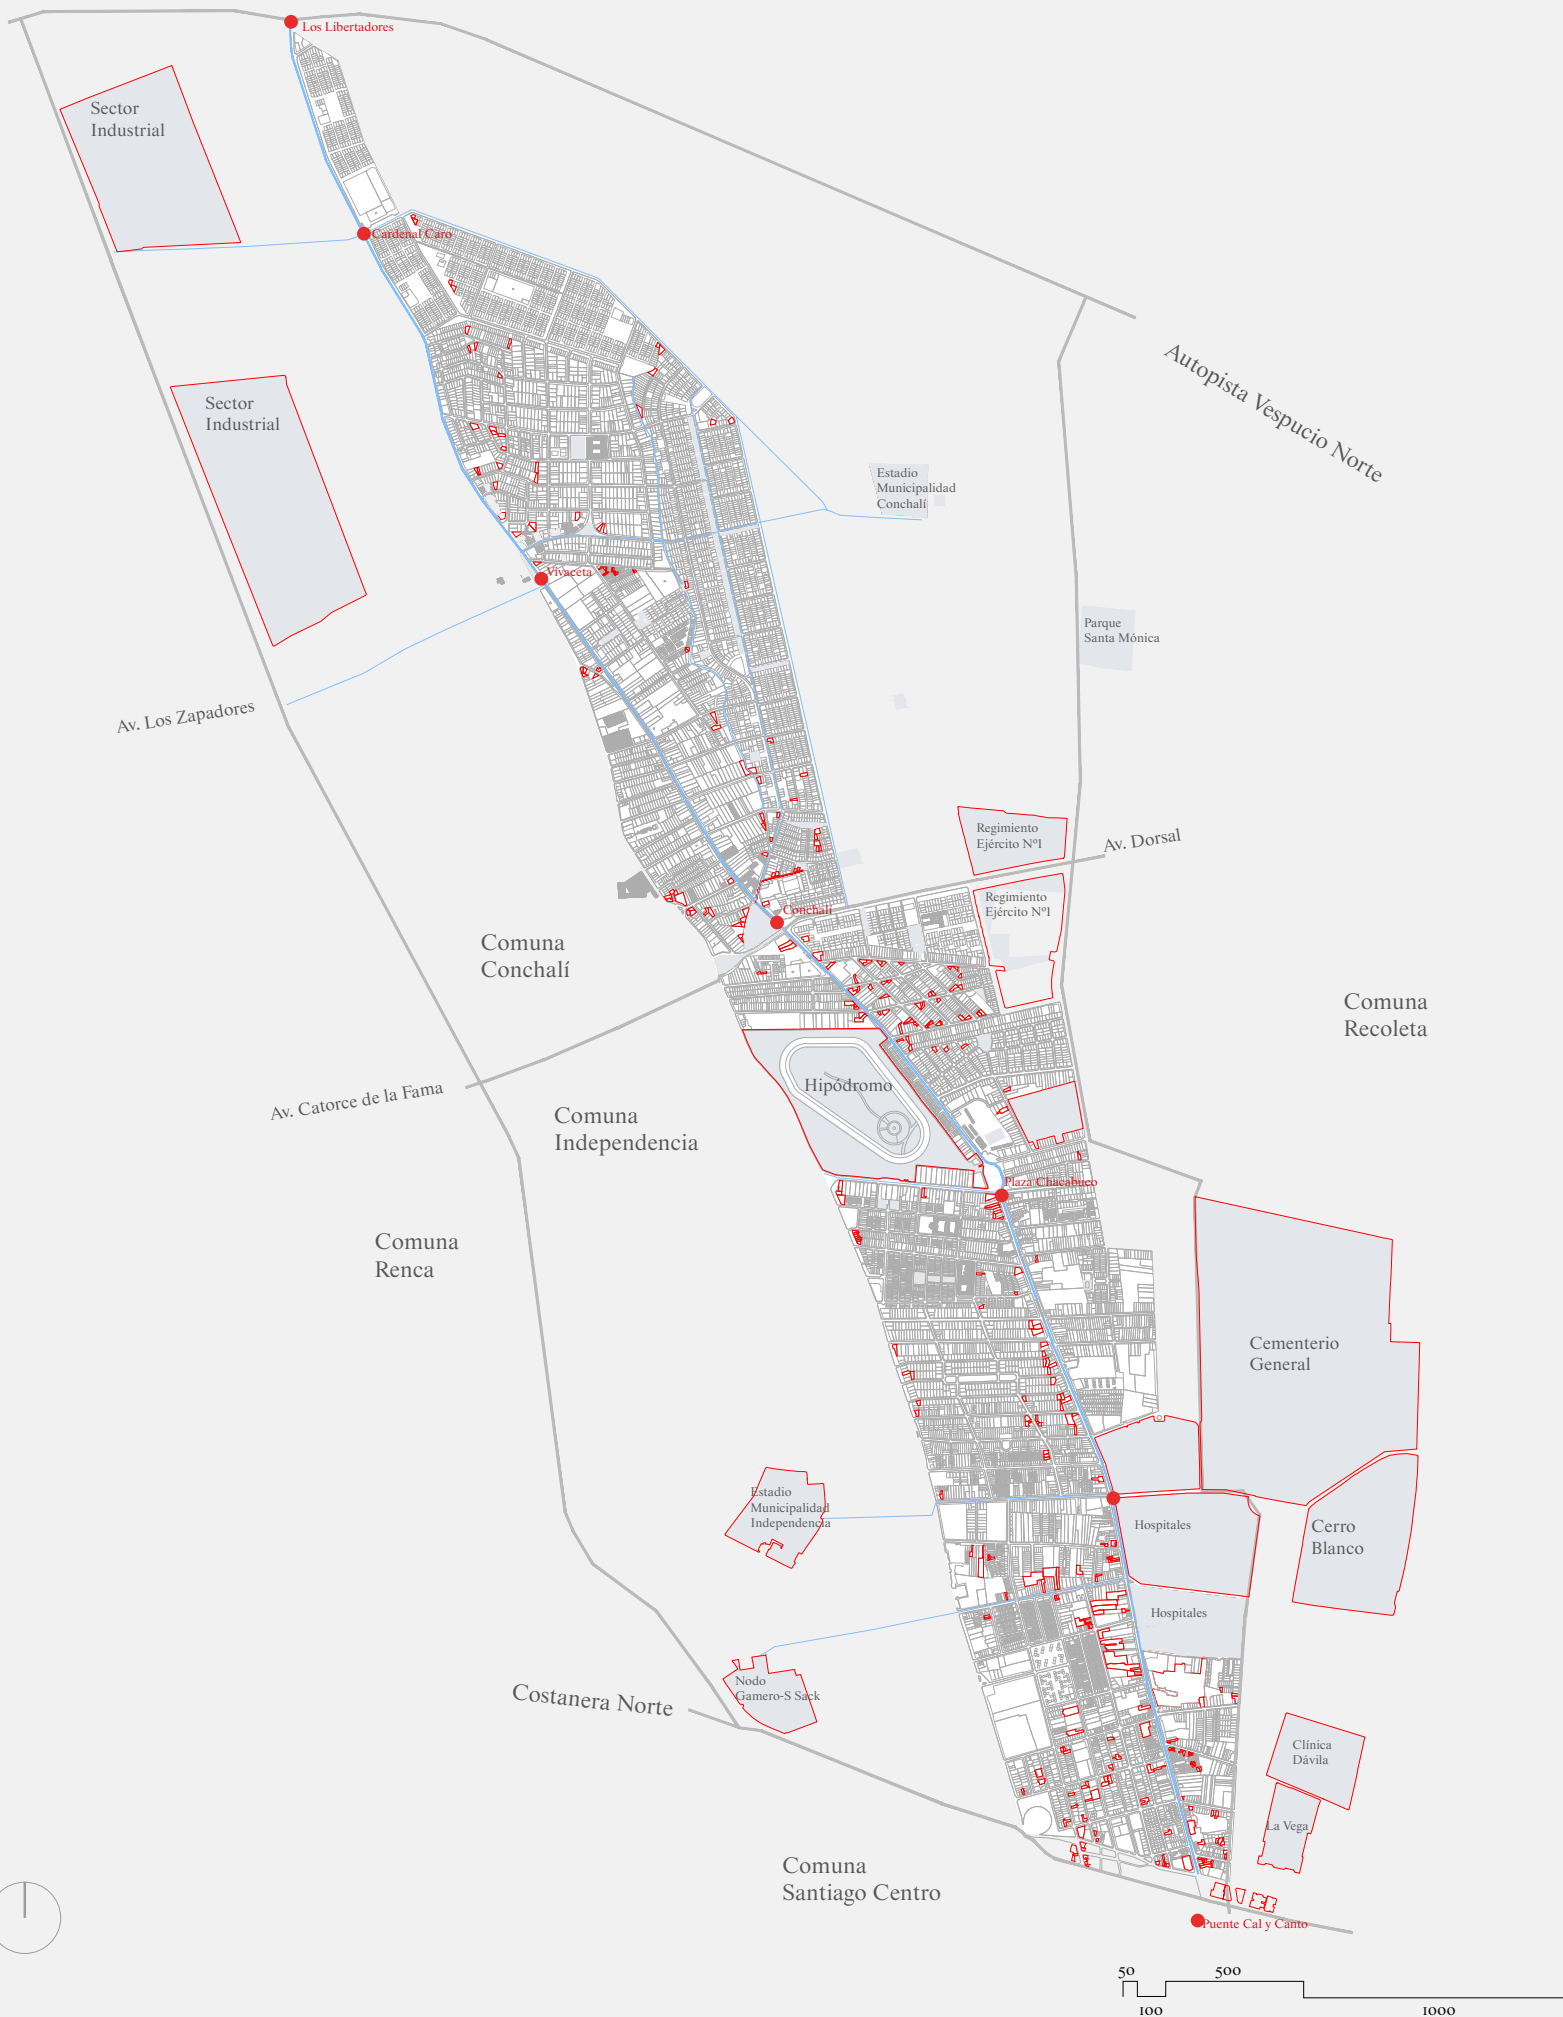 Los Libertadores
Sector
Industrial
Cardenal Caro
Autopista Vespucio Norte
Sector
Industrial
Estadio
Municipalidad
Conchalí
Vivaceta
Parque
Santa Mónica
Av. Los Zapadores
Regimiento
Ejército Nº1
Av. Dorsal
Regimiento
Ejército Nº1
Conchalí
Comuna
Conchalí
Comuna
Recoleta
Hipódromo
Av. Catorce de la Fama
Comuna
Independencia
Plaza Chacabuco
Comuna
Renca
Cementerio
General
Estadio
Municipalidad
Independencia
Hospitales
Cerro
Blanco
Hospitales
Nodo
Gamero-S Sack
Costanera Norte
Clínica
Dávila
La Vega
Comuna
Santiago Centro
Puente Cal y Canto
50
500
100
1000